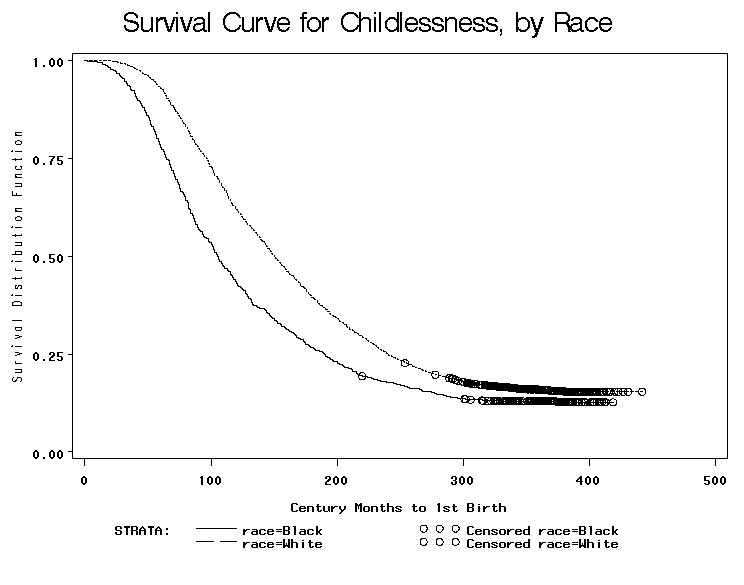 Survival Curve for Childlessness, by Race
Survival Distribution Function
1.00
0.75
0.50
0.25
0.00
0 100 200 300 400 500
Century Months to 1st Birth
STRATA: race=Black Censored race=Black
race=White Censored race=White